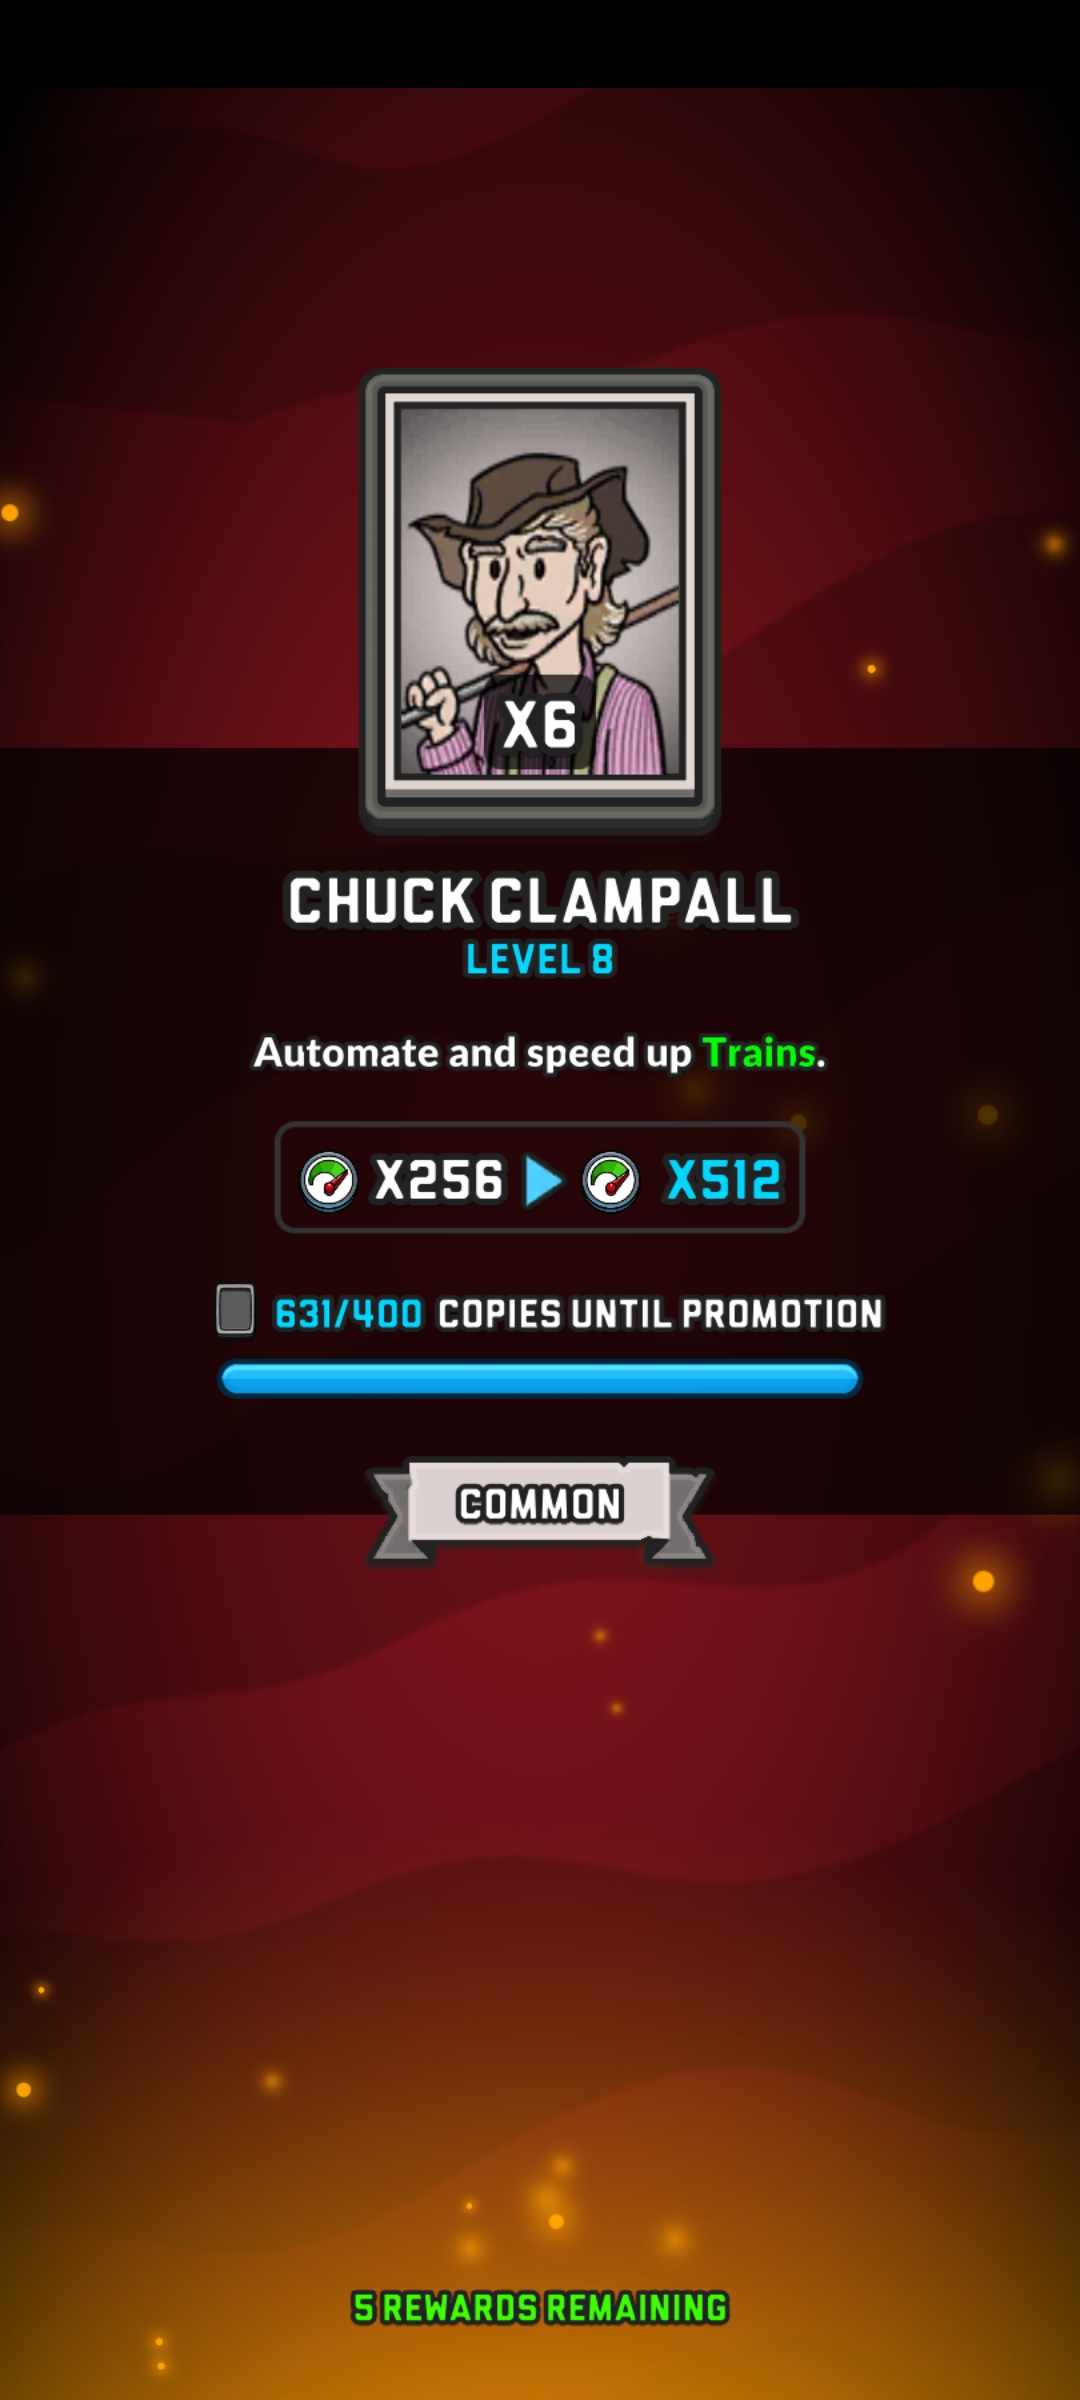 X6
CHUCK CLAMPALL
LEVEL 8
Automate and speed up Trains.
X256 X512
631/400 COPIES UNTIL PROMOTION
COMMON
5 REWARDS REMAINING